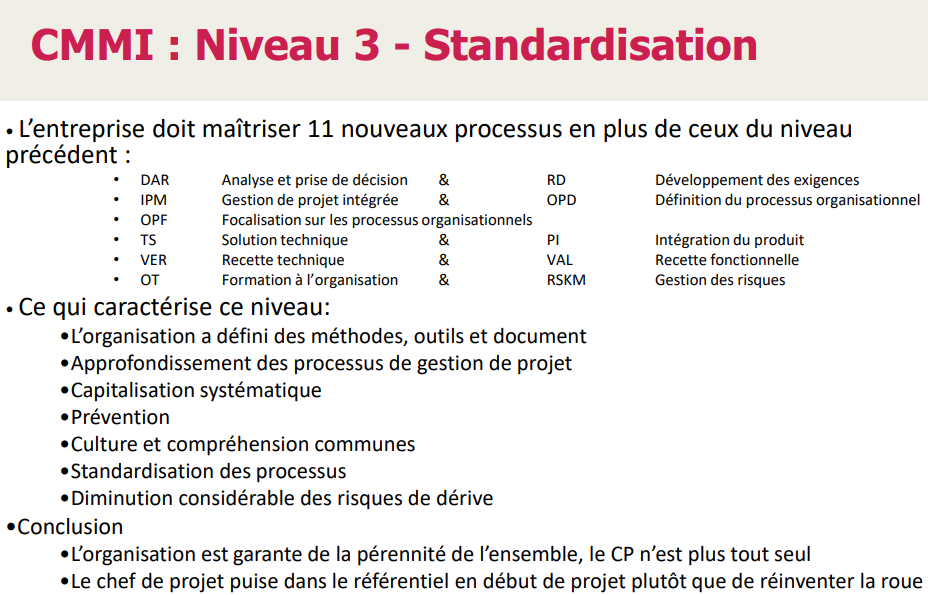 CMMI : Niveau 3 - Standardisation
• L’entreprise doit maîtriser 11 nouveaux processus en plus de ceux du niveau
précédent :
• DAR Analyse et prise de décision & RD Développement des exigences
• IPM Gestion de projet intégrée & OPD Définition du processus organisationnel
• OPF Focalisation sur les processus organisationnels
• TS Solution technique & PI Intégration du produit
• VER Recette technique & VAL Recette fonctionnelle
• OT Formation à l’organisation & RSKM Gestion des risques
• Ce qui caractérise ce niveau:
•L’organisation a défini des méthodes, outils et document
•Approfondissement des processus de gestion de projet
•Capitalisation systématique
•Prévention
•Culture et compréhension communes
•Standardisation des processus
•Diminution considérable des risques de dérive
•Conclusion
•L’organisation est garante de la pérennité de l’ensemble, le CP n’est plus tout seul
•Le chef de projet puise dans le référentiel en début de projet plutôt que de réinventer la roue